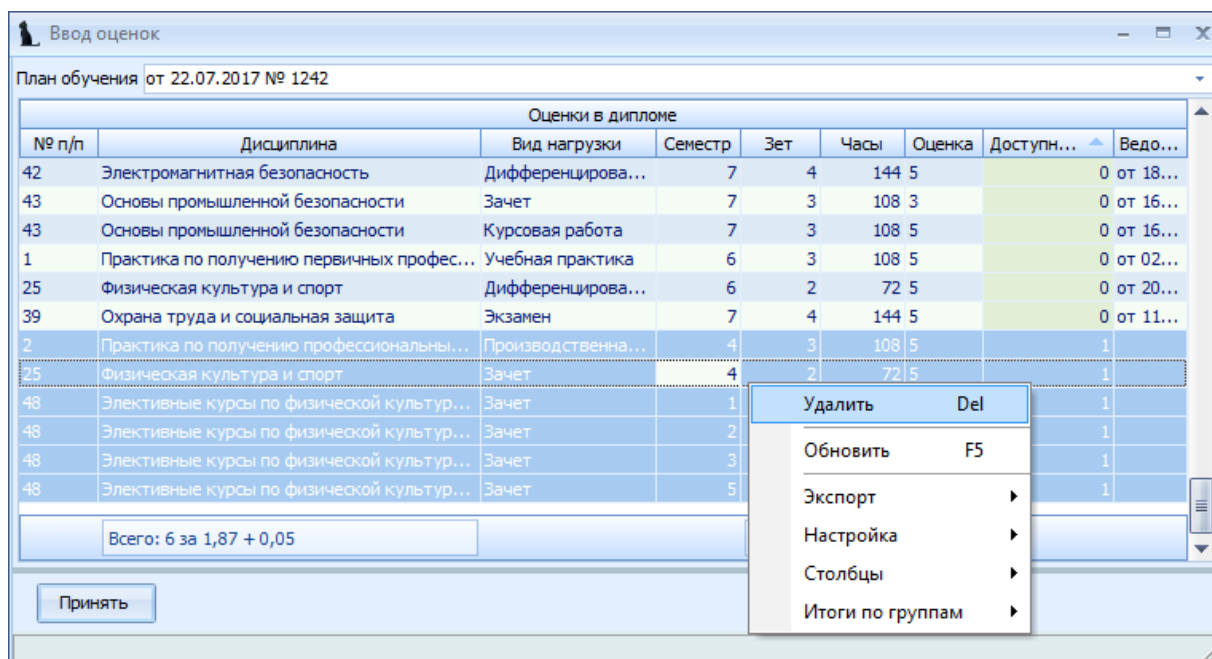 Ввод оценок
План обучения от 22.07.2017 № 1242
Оценки в дипломе
№ п/п Дисциплина Вид нагрузки Семестр Зет Часы Оценка Доступн... Ведо...
42 Электромагнитная безопасность Дифференцирова... 7 4 144 5 0 от 18...
43 Основы промышленной безопасности Зачет 7 3 108 3 0 от 16...
43 Основы промышленной безопасности Курсовая работа 7 3 108 5 0 от 16...
1 Практика по получению первичных профес... Учебная практика 6 3 108 5 0 от 02...
25 Физическая культура и спорт Дифференцирова... 6 2 72 5 0 от 20...
39 Охрана труда и социальная защита Экзамен 7 4 144 5 0 от 11...
2 Практика по получению профессиональны... Производственна... 4 3 108 5 1
25 Физическая культура и спорт Зачет 4 2 72 5 1
48 Элективные курсы по физической культур... Зачет 1 1
48 Элективные курсы по физической культур... Зачет 2 1
48 Элективные курсы по физической культур... Зачет 3 1
48 Элективные курсы по физической культур... Зачет 5 1
Всего: 6 за 1,87 + 0,05
Принять
Удалить Del
Обновить F5
Экспорт
Настройка
Столбцы
Итоги по группам